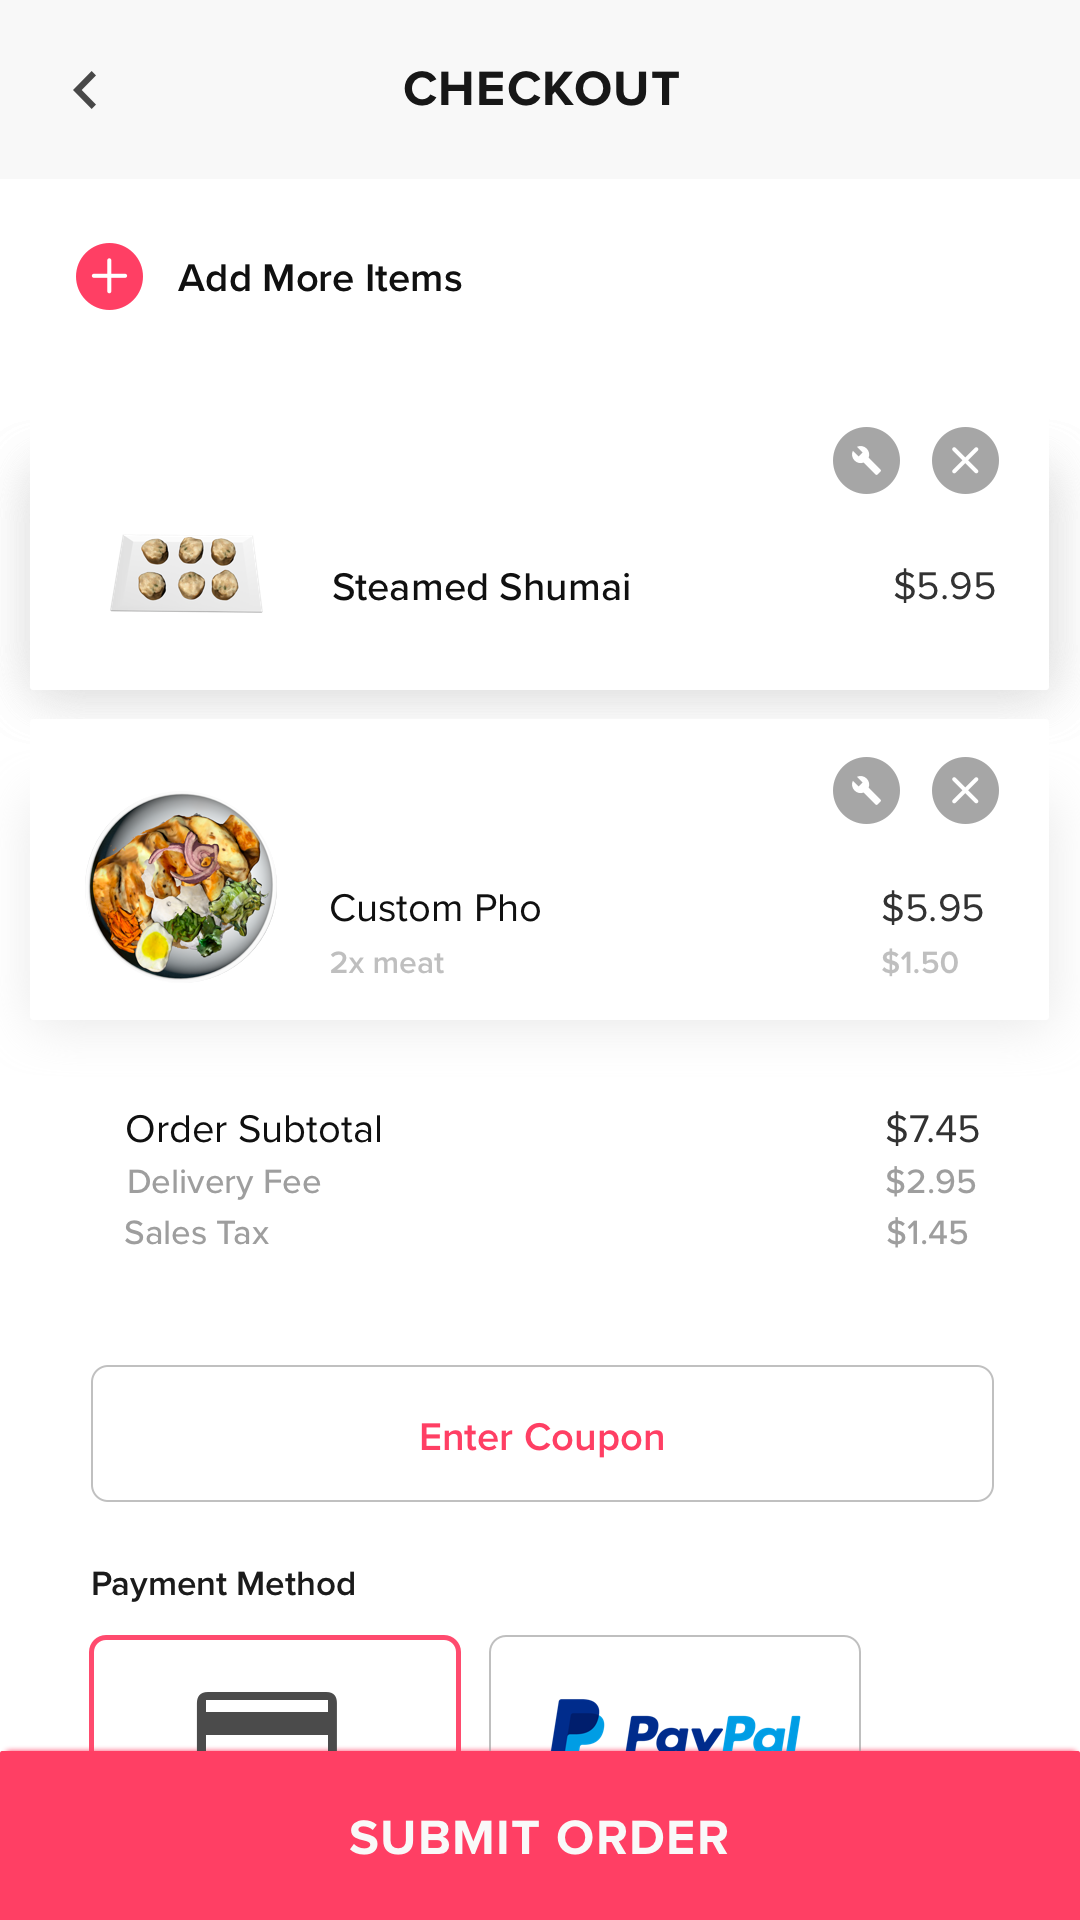 CHECKOUT
Add More Items
Steamed Shumai $5.95
Custom Pho $5.95
2x meat $1.50
Order Subtotal $7.45
Delivery Fee $2.95
Sales Tax $1.45
Enter Coupon
Payment Method
PayPal
SUBMIT ORDER